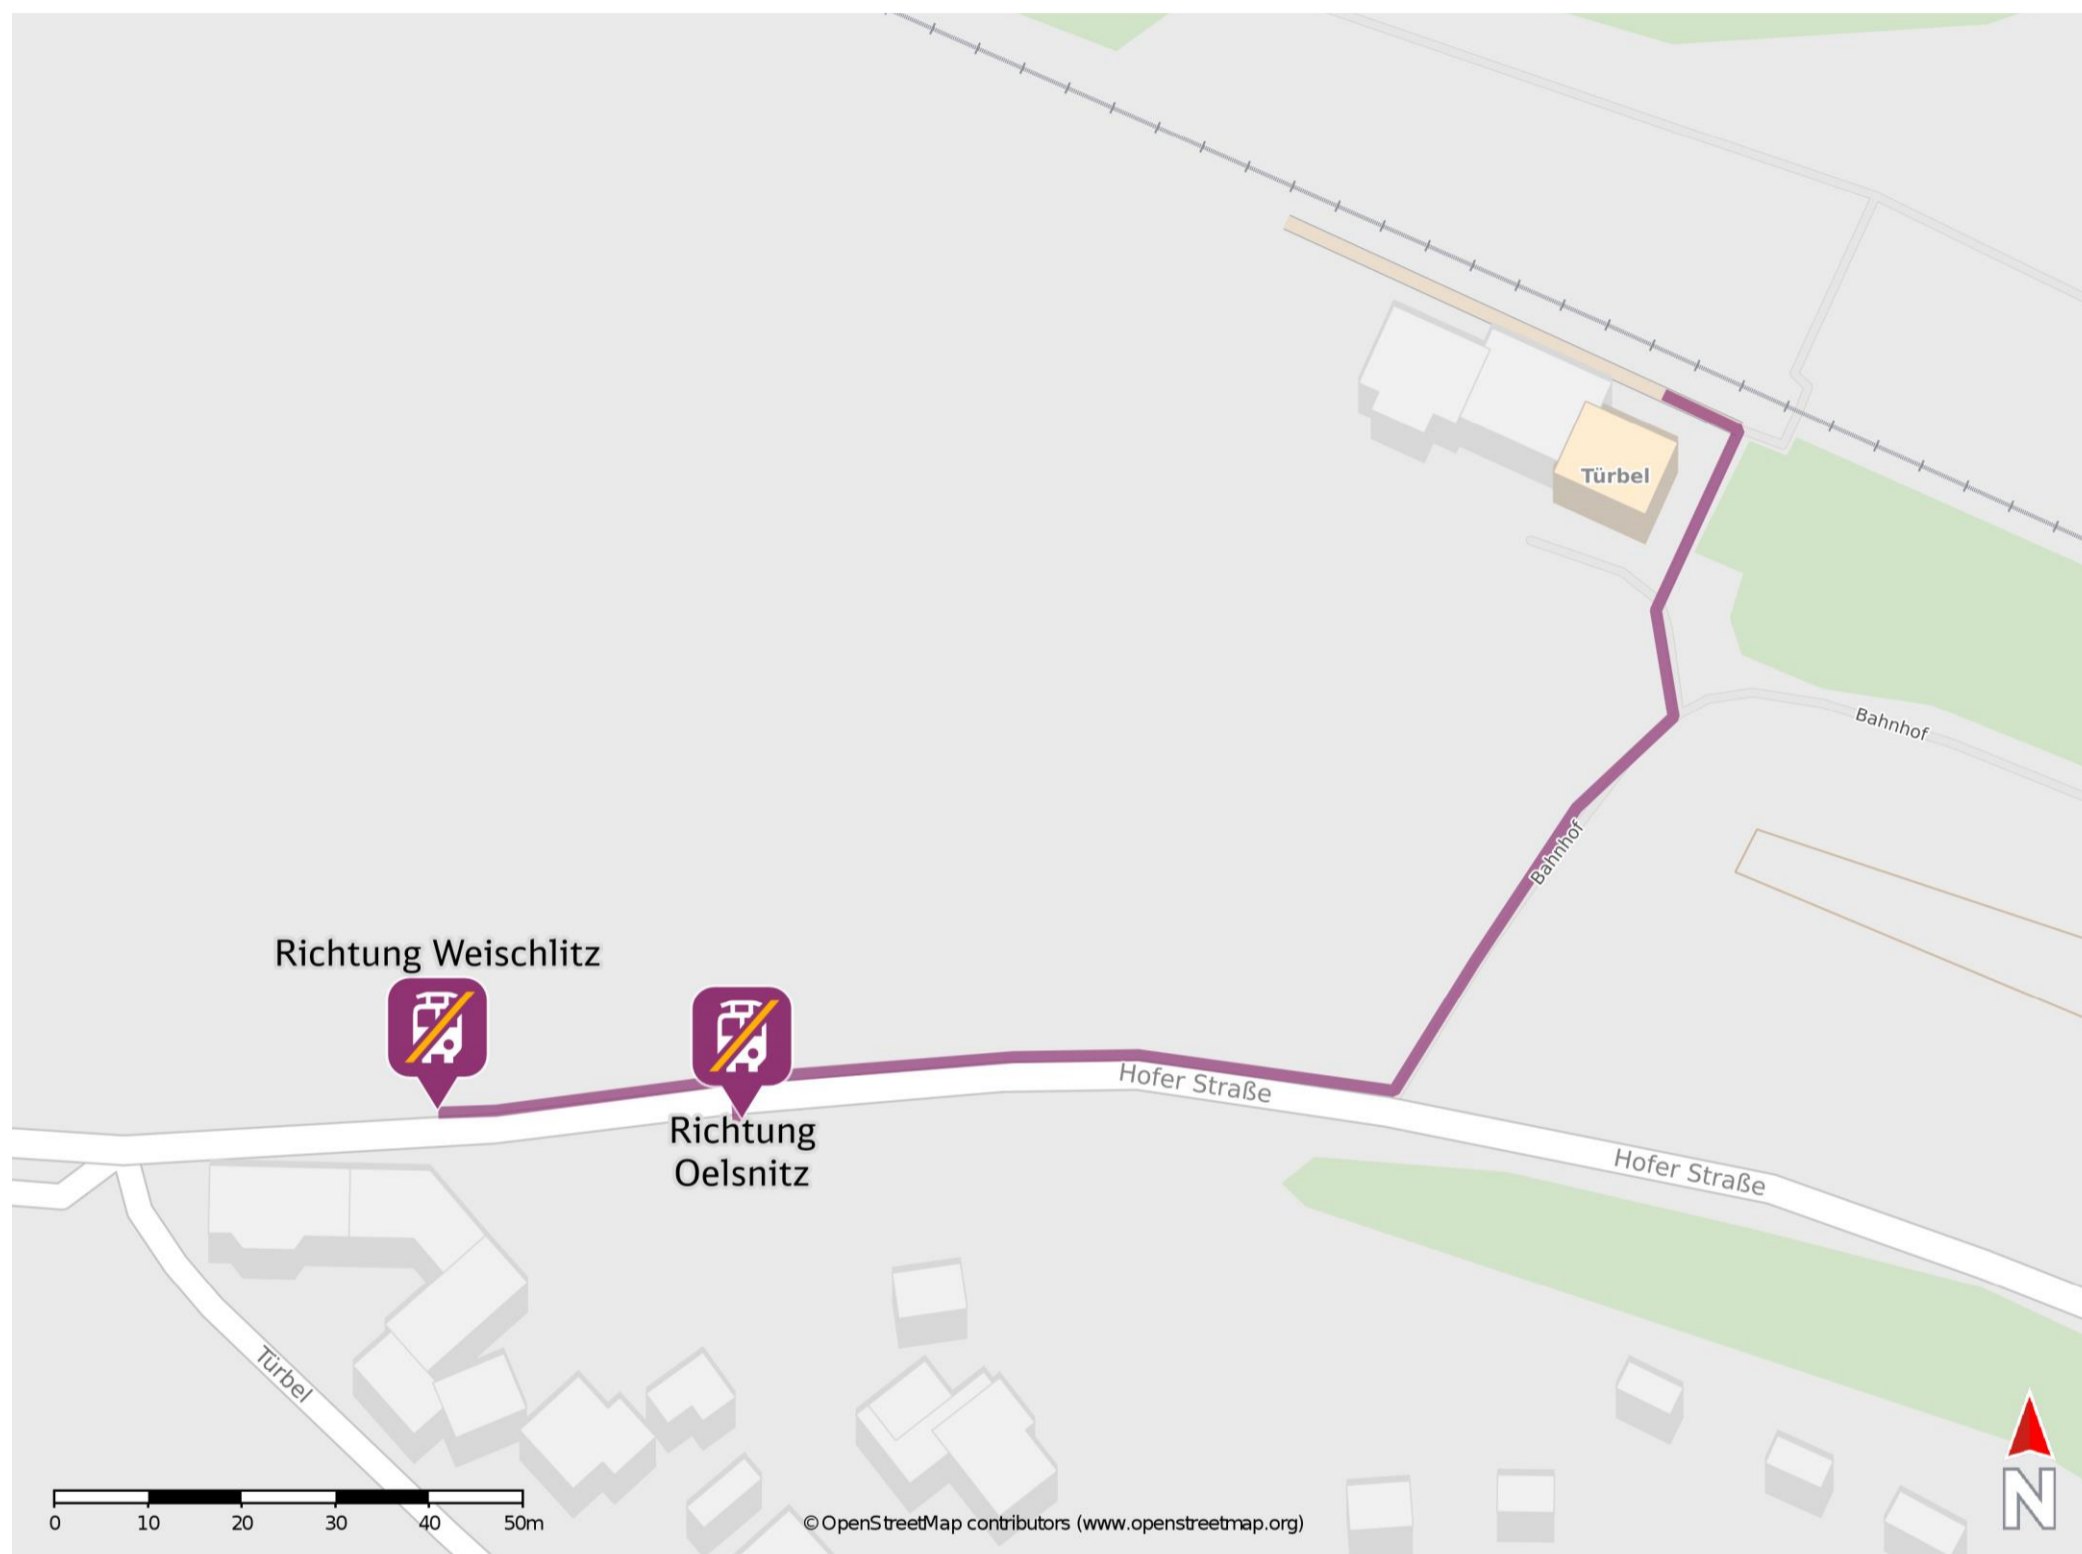 Türbel
Bahnhof
Bahnhof
Richtung Weischlitz
Richtung
Oelsnitz
Hofer Straße
Hofer Straße
Türbel
0 10 20 30 40 50m
© OpenStreetMap contributors (www.openstreetmap.org)
N